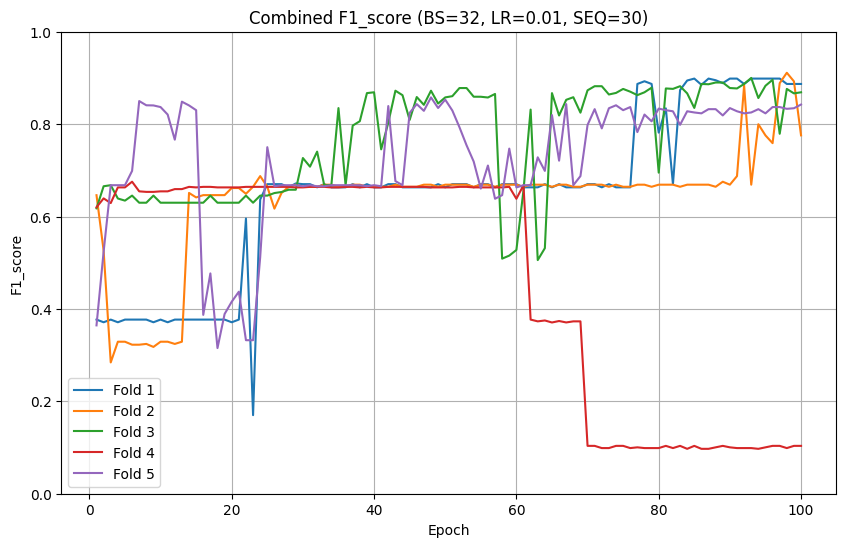 Combined F1_score (BS=32, LR=0.01, SEQ=30)
1.0
0.8
0.6
0.4
0.2
0.0
F1_score
Fold 1
Fold 2
Fold 3
Fold 4
Fold 5
0 20 40 60 80 100
Epoch